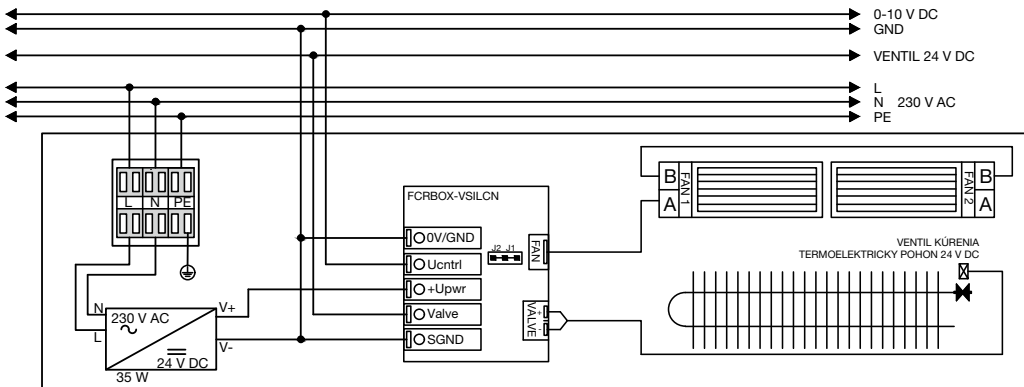 0-10 V DC
GND
VENTIL 24 V DC
L
N 230 V AC
PE
L N PE
FCRBOX-VSILCN
0V/GND
Ucntrl
+Upwr
Valve
SGND
J2 J1
FAN
VALVE
+
-
B
A
FAN 1
FAN 2
B
A
VENTIL KÚRENIA
TERMOELEKTRICKY POHON 24 V DC
N
L
230 V AC
24 V DC
V+
V-
35 W